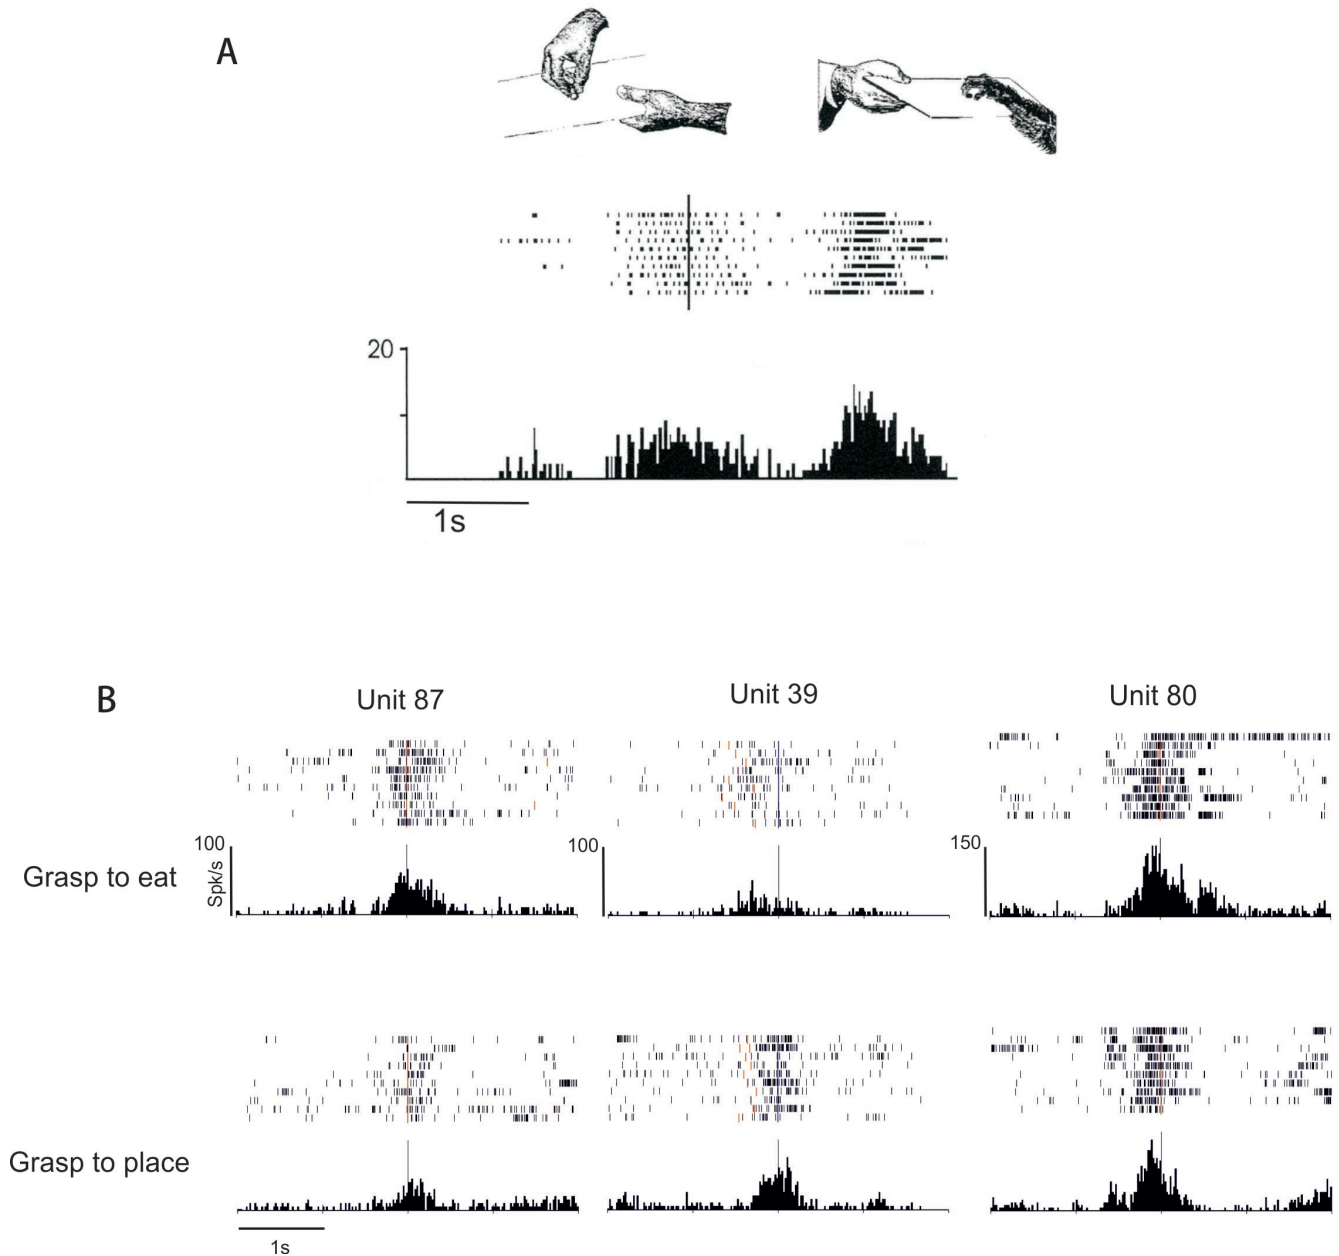 A
20
1s
B
Unit 87
Unit 39
Unit 80
Grasp to eat
100
Spk/s
100
150
Grasp to place
1s